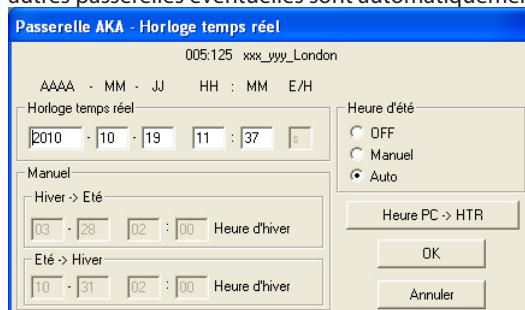 autres passerelles éventuelles sont automatiquement
Passerelle AKA - Horloge temps réel
005:125 xxx_yyy_London
AAAA - MM - JJ HH : MM E/H
Horloge temps réel
2010 - 10 - 19 11 : 37 s
Heure d'été
OFF
Manuel
Auto
Manuel
Hiver -> Eté
03 - 28 02 : 00 Heure d'hiver
Eté -> Hiver
10 - 31 02 : 00 Heure d'hiver
Heure PC -> HTR
OK
Annuler